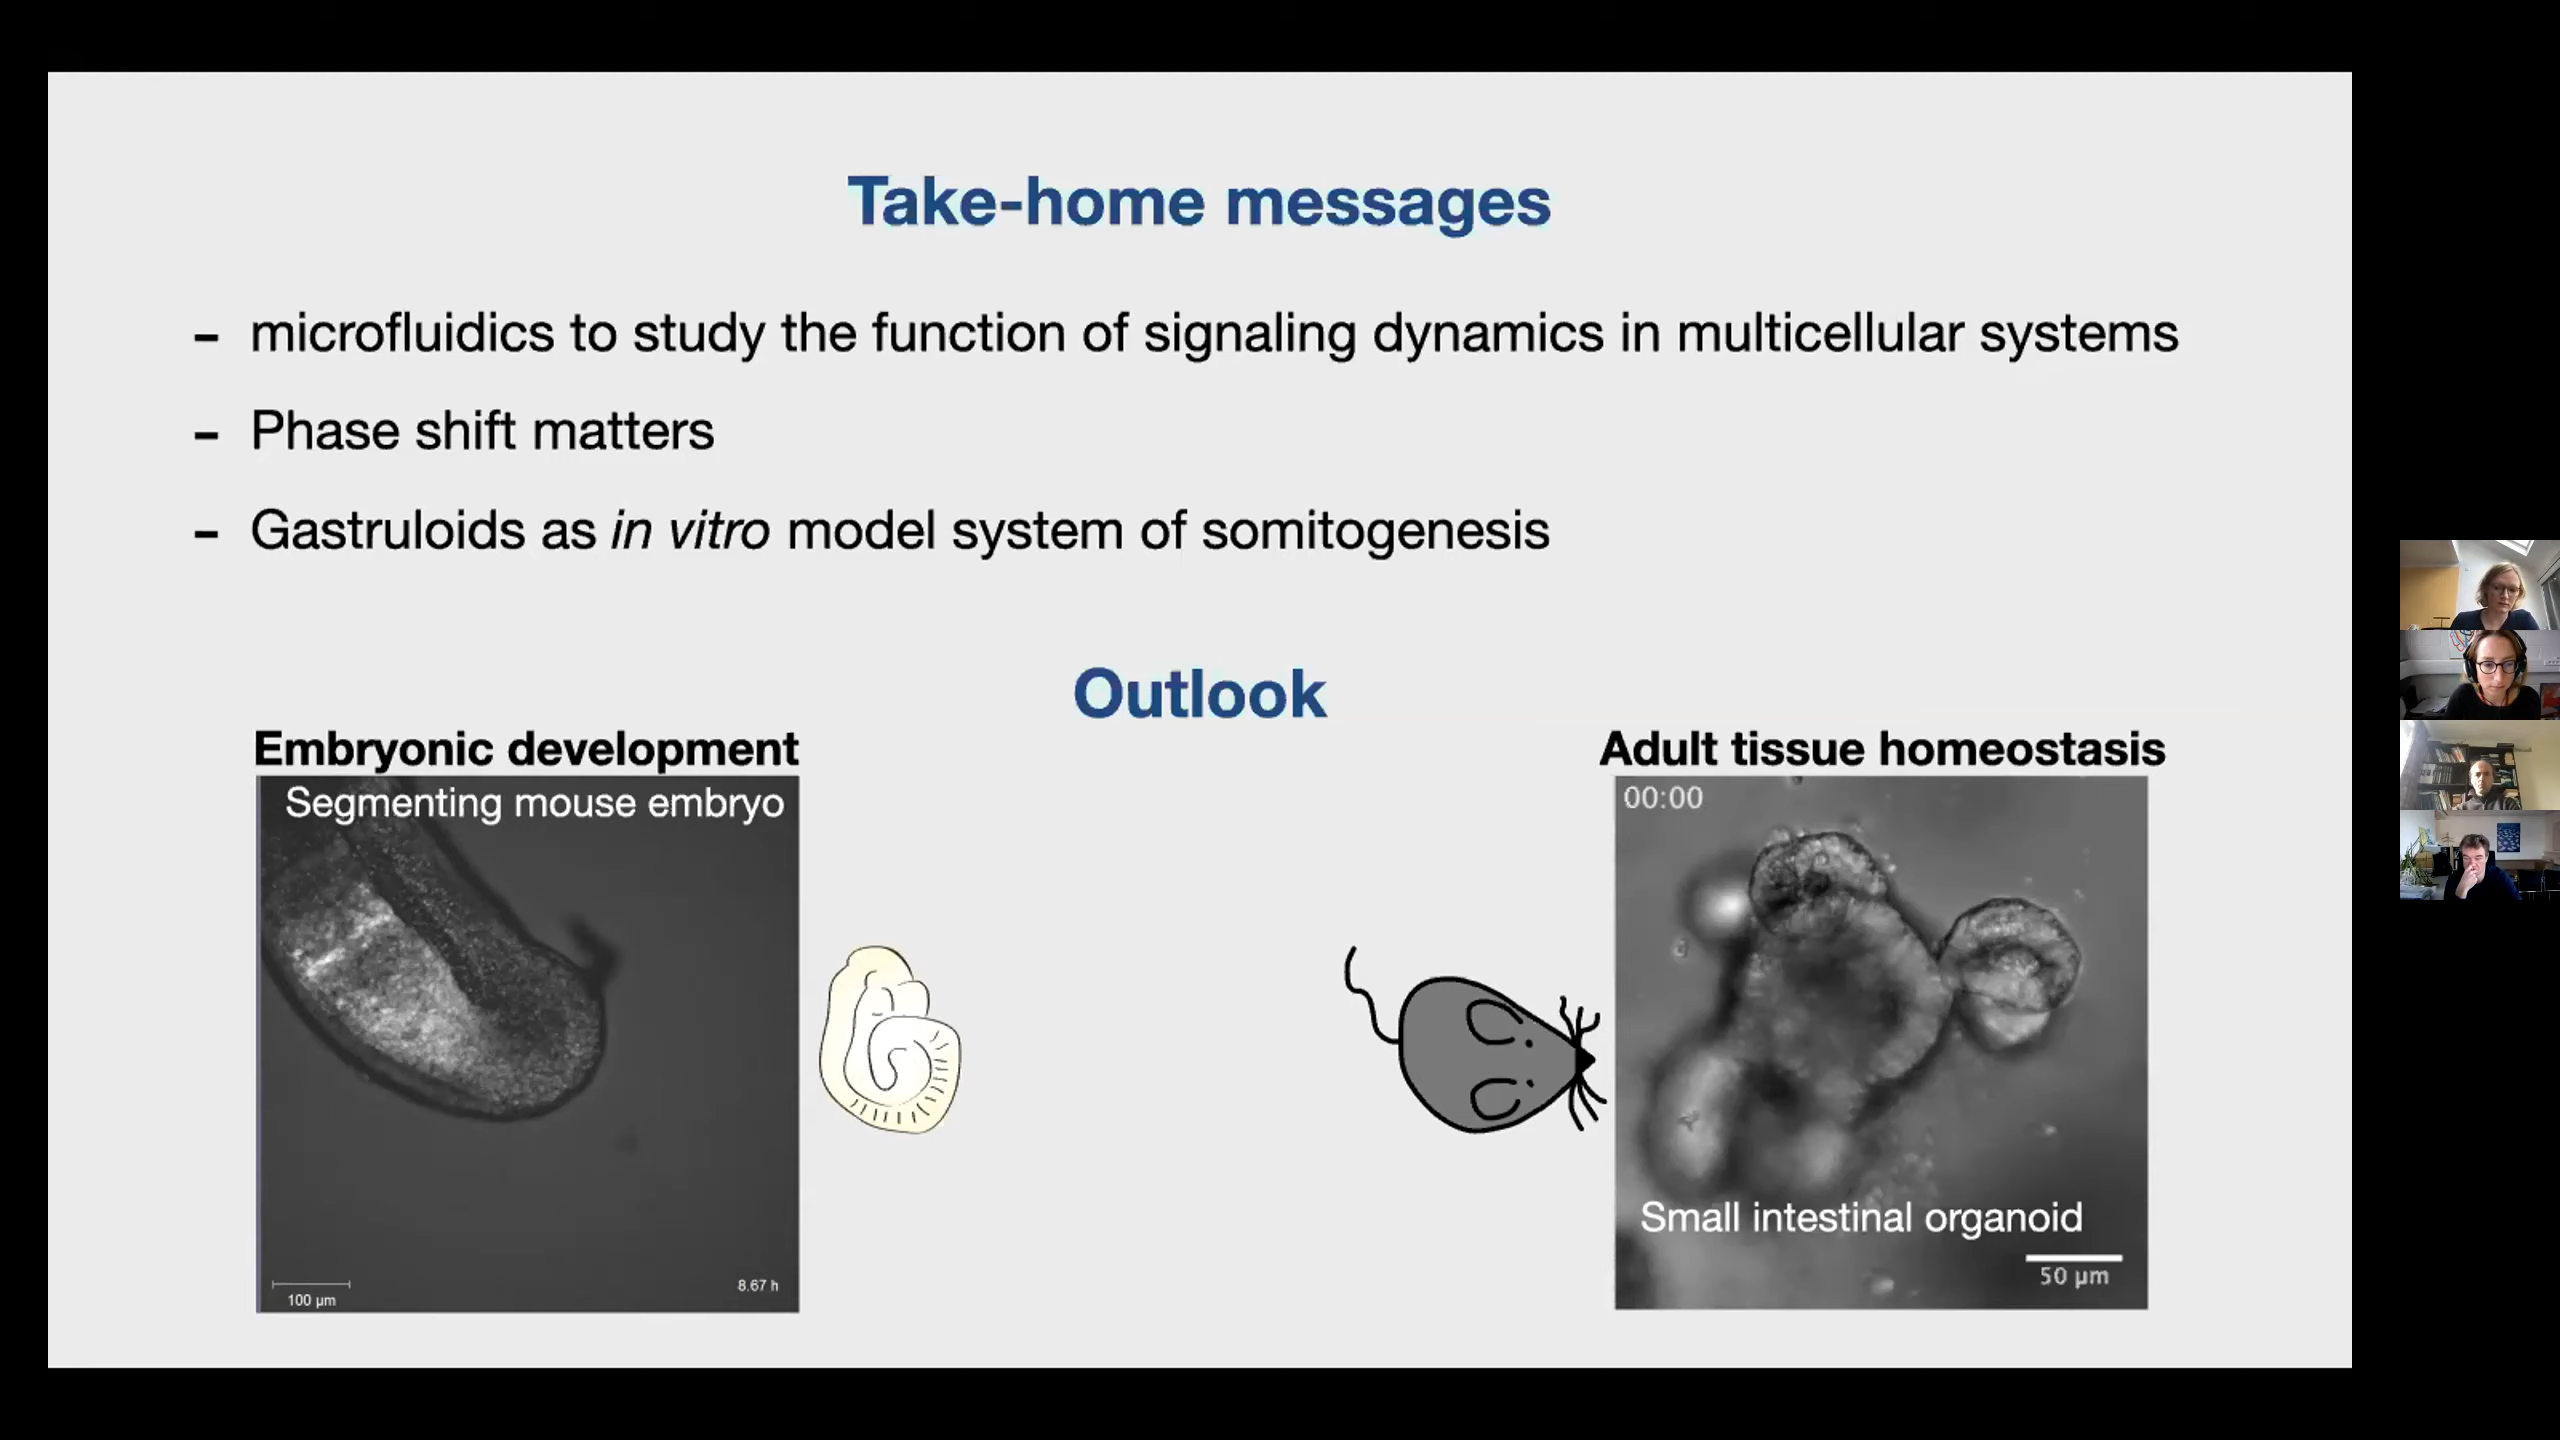 Take-home messages
- microfluidics to study the function of signaling dynamics in multicellular systems
- Phase shift matters
- Gastruloids as in vitro model system of somitogenesis
Outlook
Embryonic development
Segmenting mouse embryo
100 µm
8.67 h
Adult tissue homeostasis
00:00
Small intestinal organoid
50 µm